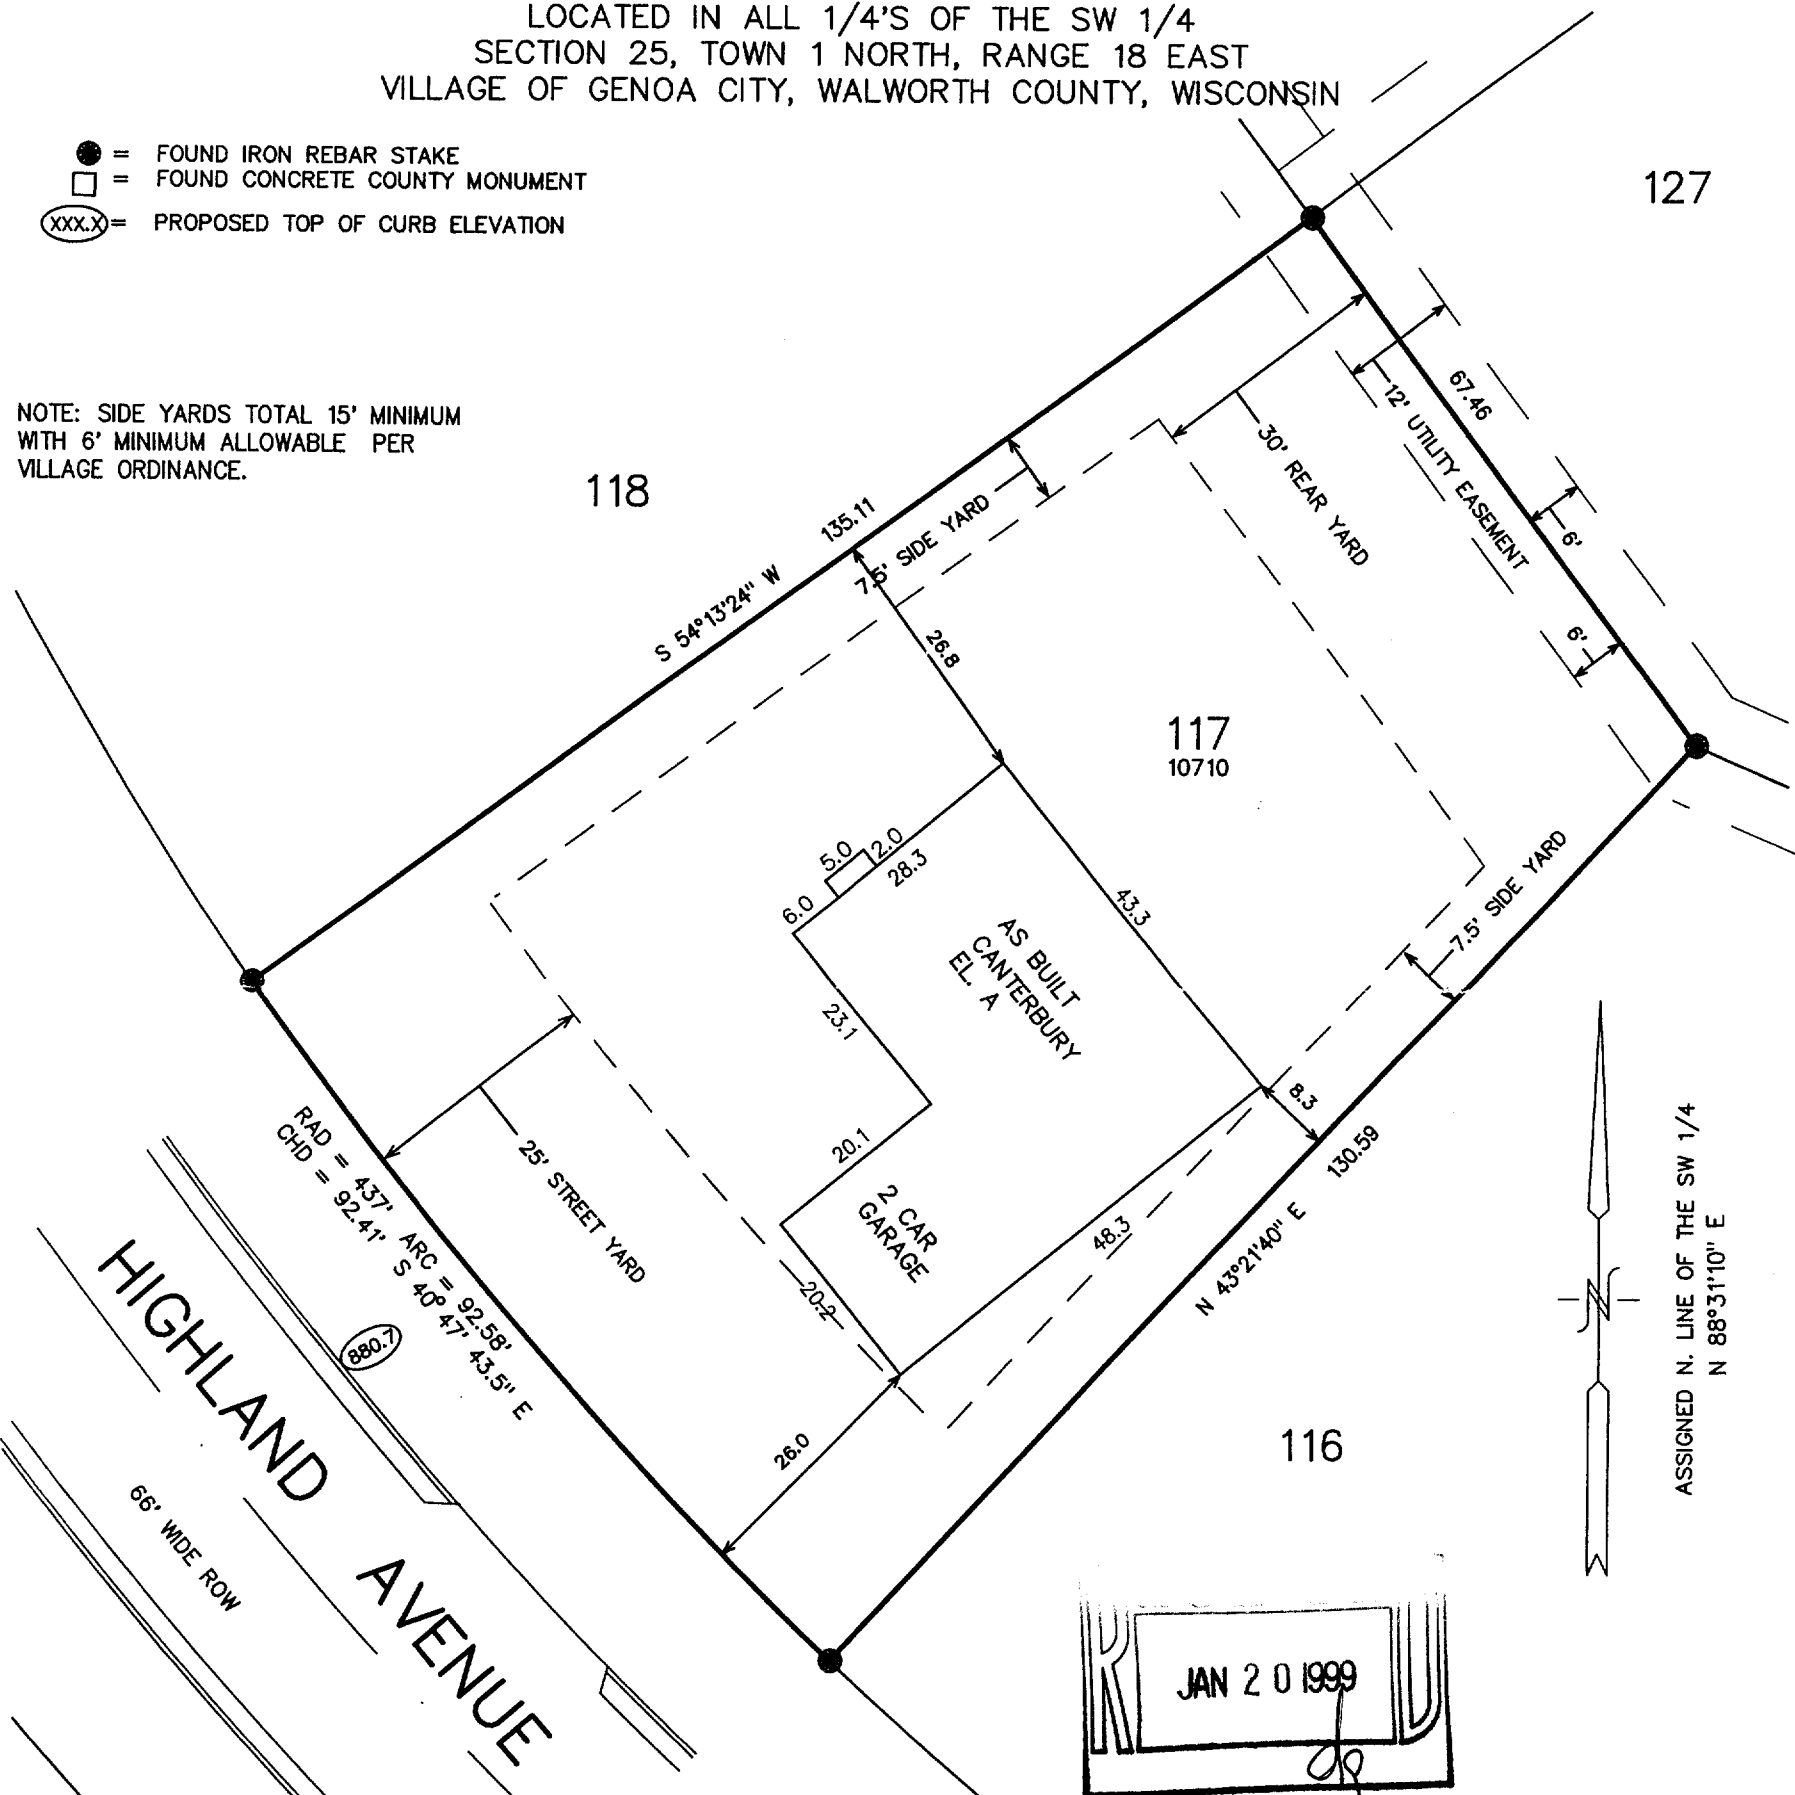 LOCATED IN ALL 1/4'S OF THE SW 1/4
SECTION 25, TOWN 1 NORTH, RANGE 18 EAST
VILLAGE OF GENOA CITY, WALWORTH COUNTY, WISCONSIN
= FOUND IRON REBAR STAKE
= FOUND CONCRETE COUNTY MONUMENT
XXX.X = PROPOSED TOP OF CURB ELEVATION
127
NOTE: SIDE YARDS TOTAL 15' MINIMUM
WITH 6' MINIMUM ALLOWABLE PER
VILLAGE ORDINANCE.
118
S 54°13'24" W
135.11
7.5' SIDE YARD
30' REAR YARD
12' UTILITY EASEMENT
67.46
6'
6'
26.8
117
10710
5.0
2.0
6.0
28.3
43.3
AS BUILT
CANTERBURY
EL. A
23.1
20.1
2 CAR
GARAGE
20.2
48.3
8.3
7.5' SIDE YARD
N 43°21'40" E
130.59
25' STREET YARD
26.0
RAD = 437' ARC = 92.58'
CHD = 92.41' S 40° 47' 43.5" E
880.7
HIGHLAND AVENUE
66' WIDE ROW
116
N
ASSIGNED N. LINE OF THE SW 1/4
N 88°31'10" E
JAN 20 1999